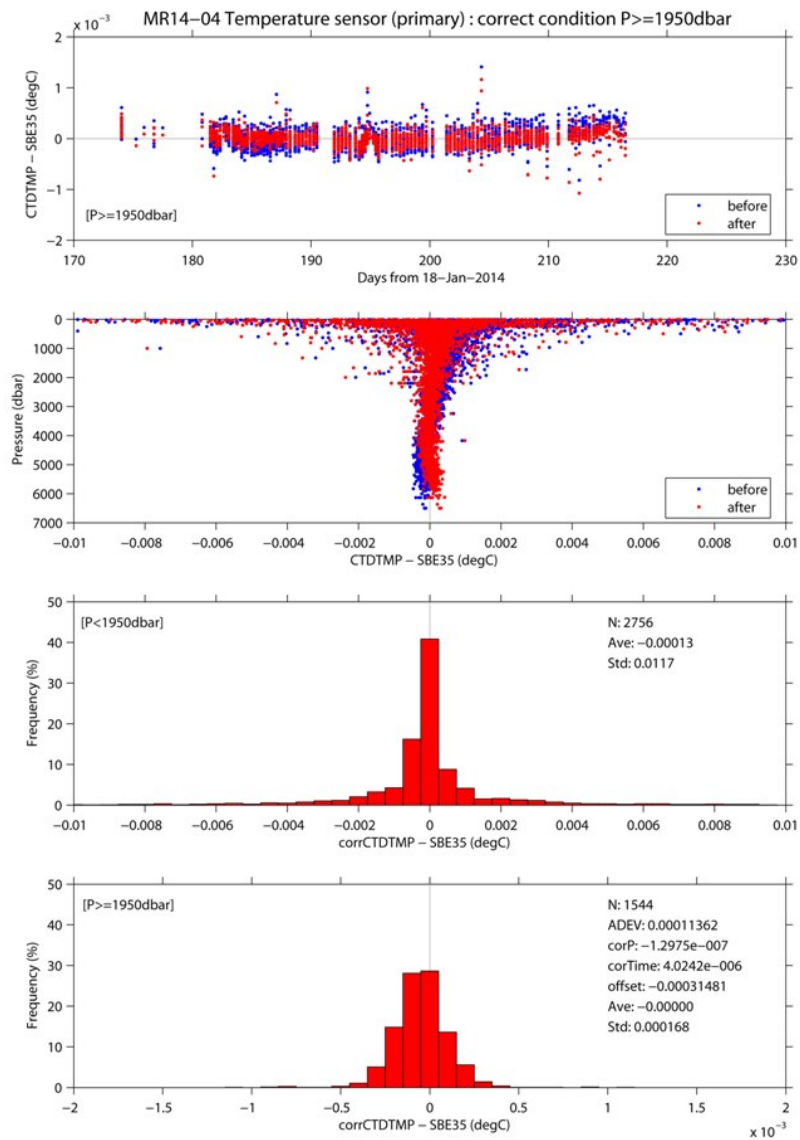 MR14−04 Temperature sensor (primary) : correct condition P>=1950dbar
x 10⁻³
2
1
0
−1
−2
CTDTMP − SBE35 (degC)
[P>=1950dbar]
before
after
170 180 190 200 210 220 230
Days from 18−Jan−2014
0
1000
2000
3000
4000
5000
6000
7000
Pressure (dbar)
before
after
−0.01 −0.008 −0.006 −0.004 −0.002 0 0.002 0.004 0.006 0.008 0.01
CTDTMP − SBE35 (degC)
50
40
30
20
10
0
Frequency (%)
[P<1950dbar]
N: 2756
Ave: −0.00013
Std: 0.0117
−0.01 −0.008 −0.006 −0.004 −0.002 0 0.002 0.004 0.006 0.008 0.01
corrCTDTMP − SBE35 (degC)
50
40
30
20
10
0
Frequency (%)
[P>=1950dbar]
N: 1544
ADEV: 0.00011362
corP: −1.2975e−007
corTime: 4.0242e−006
offset: −0.00031481
Ave: −0.00000
Std: 0.000168
−2 −1.5 −1 −0.5 0 0.5 1 1.5 2
corrCTDTMP − SBE35 (degC)
x 10⁻³